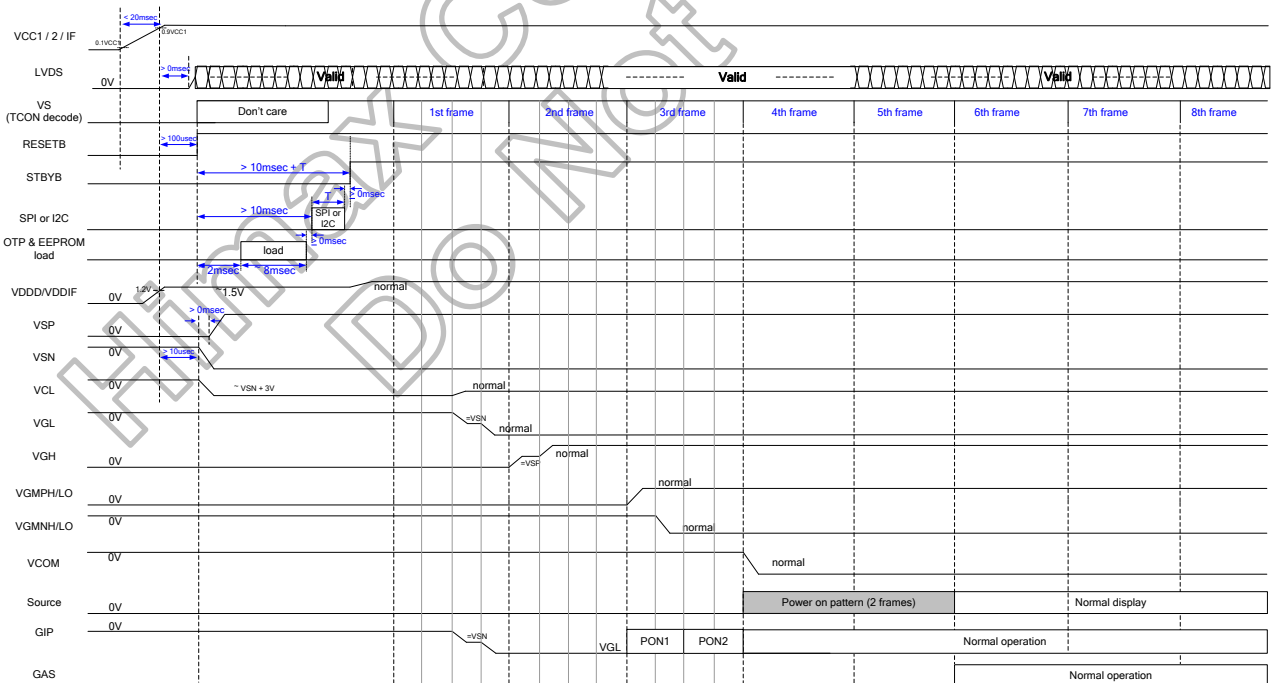 < 20msec
VCC1 / 2 / IF
0.1VCC1
0.9VCC1
LVDS
0V
> 0msec
Valid
Valid
Valid
VS
(TCON decode)
Don't care
1st frame
2nd frame
3rd frame
4th frame
5th frame
6th frame
7th frame
8th frame
RESETB
> 100usec
STBYB
> 10msec + T
T
≥ 0msec
SPI or I2C
> 10msec
SPI or
I2C
OTP & EEPROM
load
load
≥ 0msec
2msec
~ 8msec
VDDD/VDDIF
0V
1.2V
~1.5V
normal
VSP
0V
> 0msec
VSN
0V
> 10usec
VCL
0V
~ VSN + 3V
normal
VGL
0V
=VSN
normal
VGH
0V
=VSP
normal
VGMPH/LO
0V
normal
VGMNH/LO
0V
normal
VCOM
0V
normal
Source
0V
Power on pattern (2 frames)
Normal display
GIP
0V
=VSN
VGL
PON1
PON2
Normal operation
GAS
Normal operation
Himax Co
Do Not